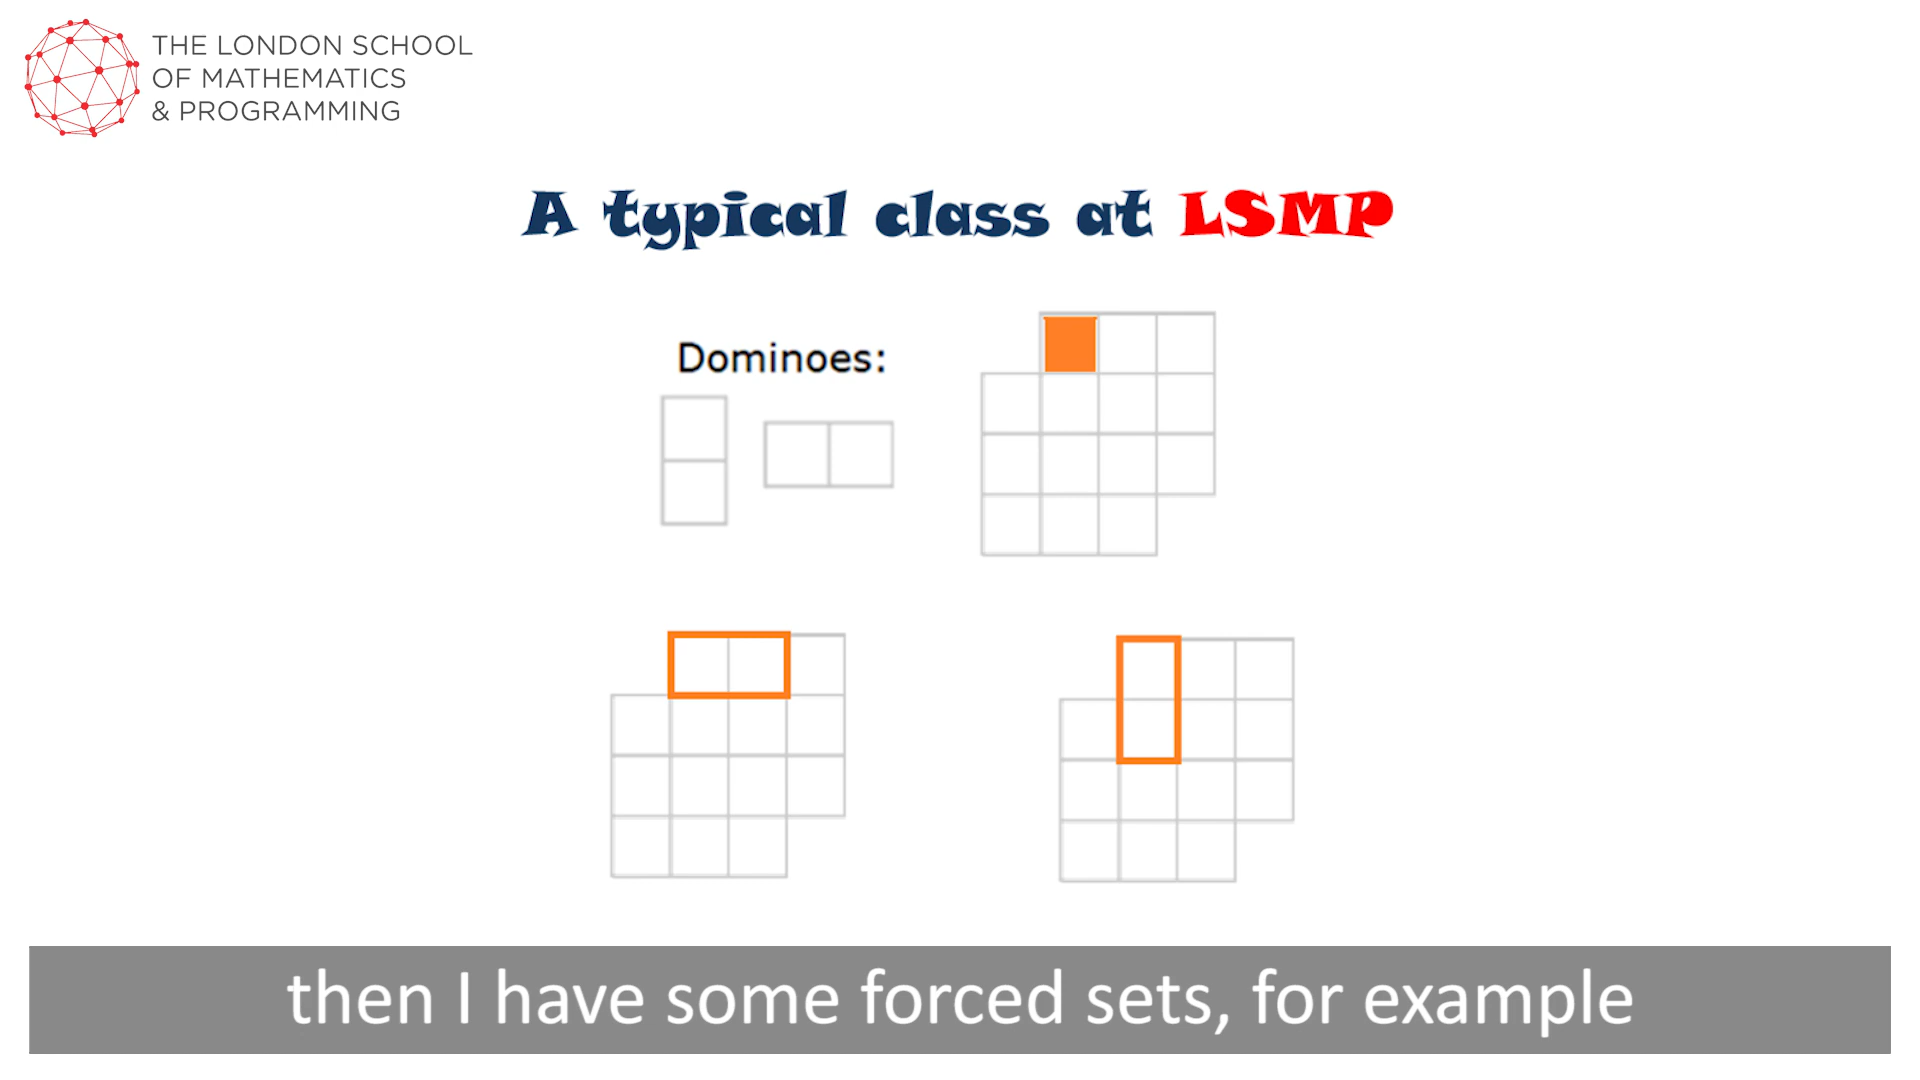 THE LONDON SCHOOL
OF MATHEMATICS
& PROGRAMMING
A typical class at LSMP
Dominoes:
then I have some forced sets, for example